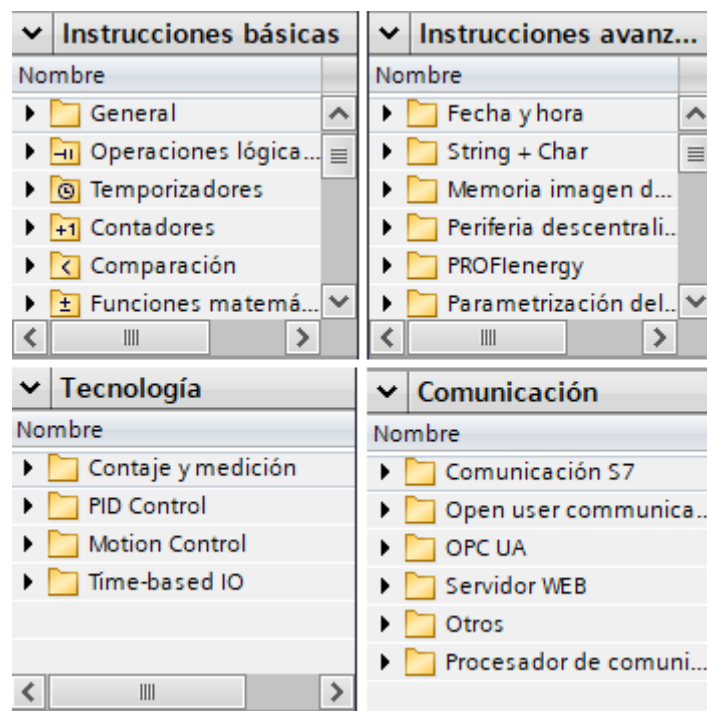 Instrucciones básicas
Nombre
General
Operaciones lógica...
Temporizadores
Contadores
Comparación
Funciones matemá...
Instrucciones avanz...
Nombre
Fecha y hora
String + Char
Memoria imagen d...
Periferia descentrali..
PROFIenergy
Parametrización del..
Tecnología
Nombre
Contaje y medición
PID Control
Motion Control
Time-based IO
Comunicación
Nombre
Comunicación S7
Open user communica..
OPC UA
Servidor WEB
Otros
Procesador de comuni...